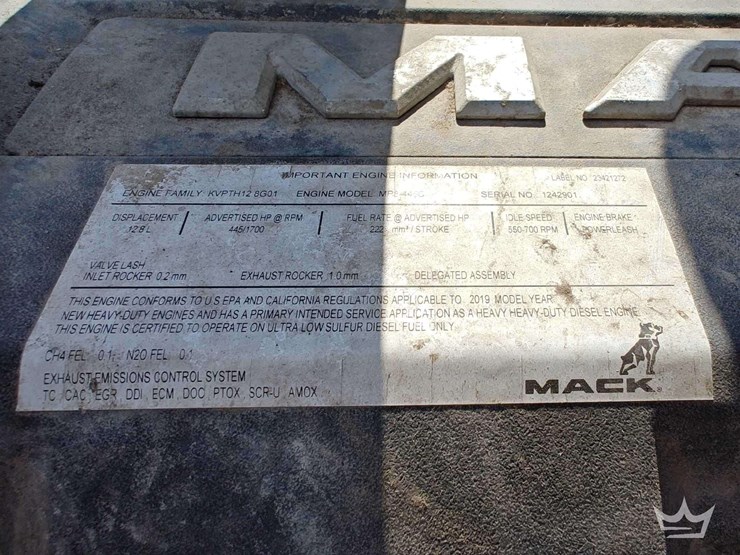 MA
IMPORTANT ENGINE INFORMATION LABEL NO 23421272
ENGINE FAMILY: KVPTH12.8G01 ENGINE MODEL: SERIAL NO 1242901
DISPLACEMENT ADVERTISED HP @ RPM FUEL RATE @ ADVERTISED HP IDLE SPEED ENGINE BRAKE
12.8 L 445/1700 222 mm³/ STROKE 550-700 RPM POWERLEASH
VALVE LASH
INLET ROCKER 0.2 mm EXHAUST ROCKER 1.0 mm DELEGATED ASSEMBLY
THIS ENGINE CONFORMS TO U S EPA AND CALIFORNIA REGULATIONS APPLICABLE TO 2019 MODEL YEAR
NEW HEAVY-DUTY ENGINES AND HAS A PRIMARY INTENDED SERVICE APPLICATION AS A HEAVY HEAVY-DUTY DIESEL ENGINE
THIS ENGINE IS CERTIFIED TO OPERATE ON ULTRA LOW SULFUR DIESEL FUEL ONLY.
CH4 FEL: 0.1 N2O FEL: 0.1
EXHAUST EMISSIONS CONTROL SYSTEM
TC CAC EGR DDI ECM DOC PTOX SCR-U AMOX
MACK®